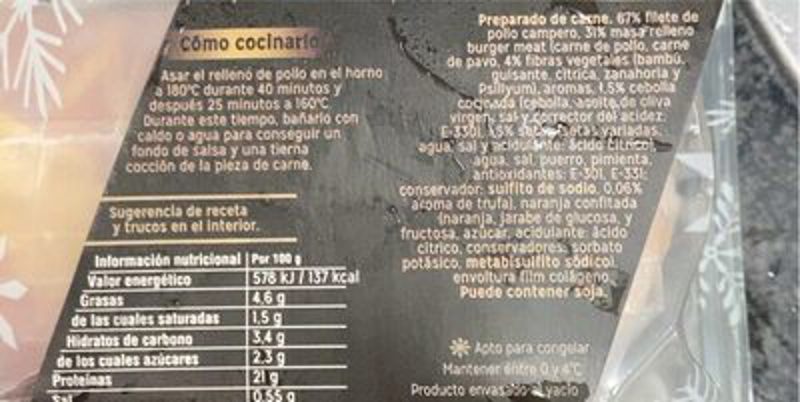 Cómo cocinarlo
Asar el relleno de pollo en el horno
a 180ºC durante 40 minutos y
después 25 minutos a 160ºC
Durante este tiempo, bañarlo con
caldo o agua para conseguir un
fondo de salsa y una tierna
cocción de la pieza de carne.
Sugerencia de receta
y trucos en el interior.
Información nutricional | Por 100 g
Valor energético 578 kJ / 137 kcal
Grasas 4,6 g
de las cuales saturadas 1,5 g
Hidratos de carbono 3,4 g
de los cuales azúcares 2,3 g
Proteínas 21 g
Sal 0,55 g
Preparado de carne. 67% filete de
pollo campero, 31% masa relleno
burger meat (carne de pollo, carne
de pavo, 4% fibras vegetales (bambú,
guisante, cítrica, zanahoria y
Psillyum), aromas, 1,5% cebolla
cocinada (cebolla, aceite de oliva
virgen, sal y corrector del acidez:
E-330), 1,5% setas variadas,
agua, sal y acidulante: ácido cítrico),
agua, sal, puerro, pimienta,
antioxidantes: E-301, E-331;
conservador: sulfito de sodio, 0,06%
aroma de trufa), naranja confitada
(naranja, jarabe de glucosa, y
fructosa, azúcar, acidulante: ácido
cítrico, conservadores: sorbato
potásico, metabisulfito sódico),
envoltura film colágeno.
Puede contener soja.
Apto para congelar
Mantener entre 0 y 4ºC
Producto envasado al vacío